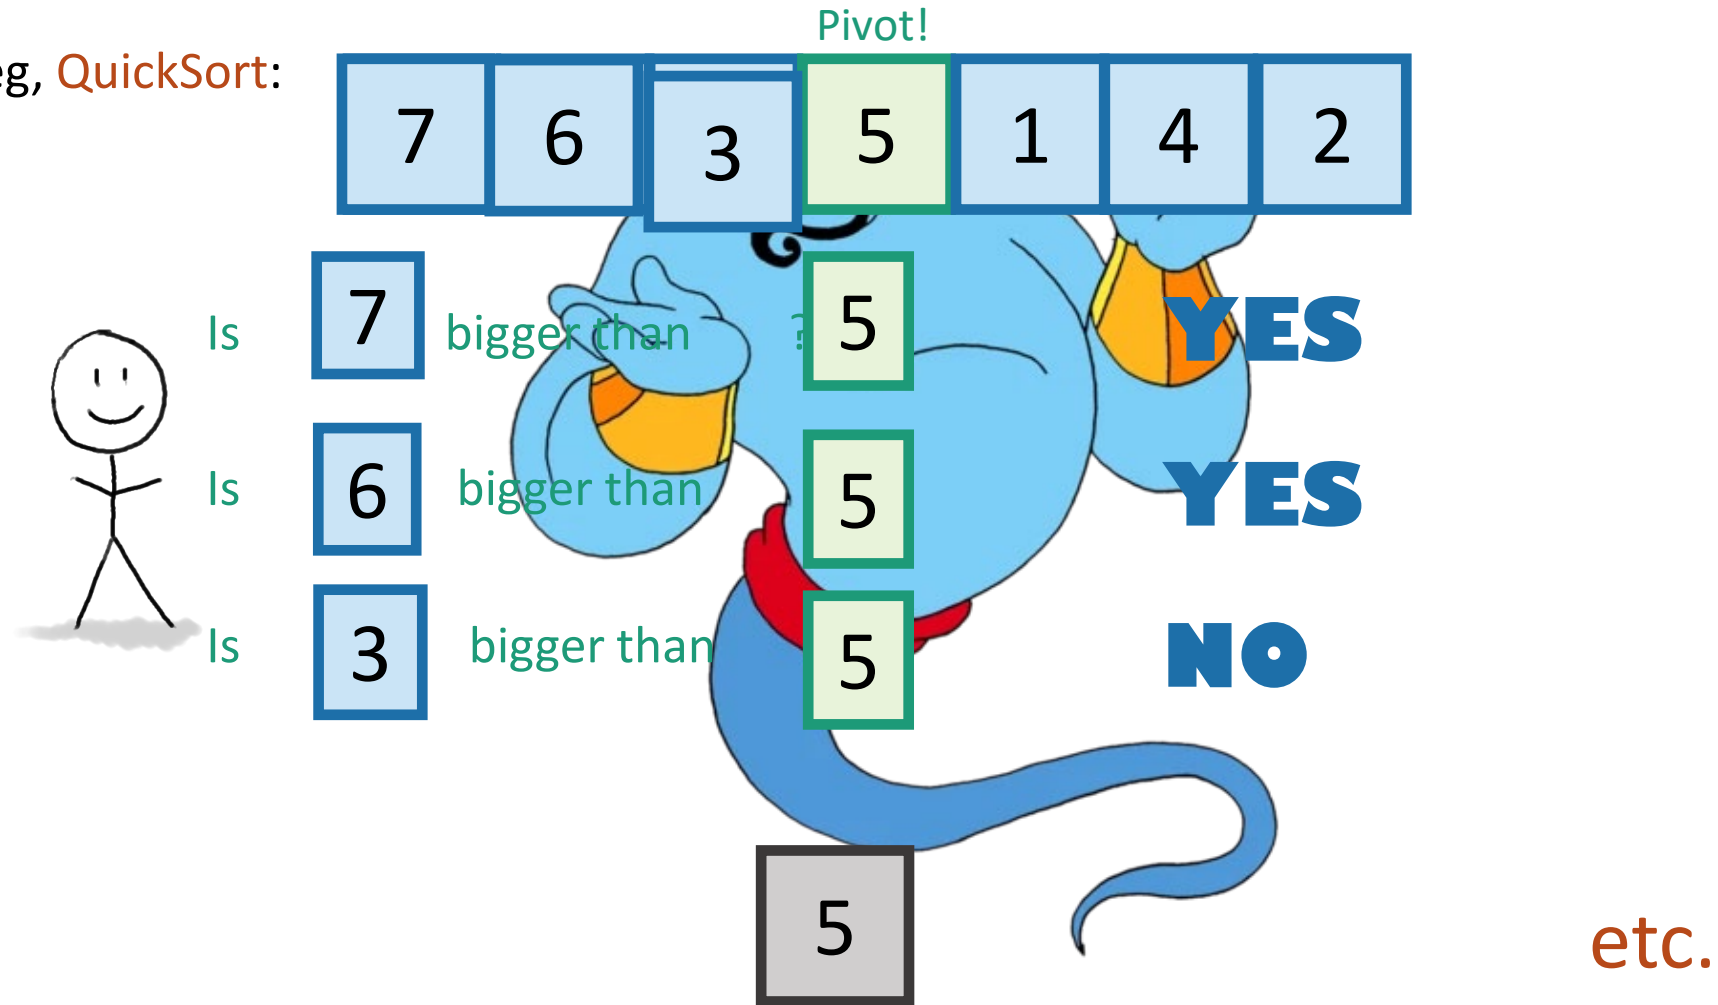 Pivot!
eg, QuickSort:
7 6 3 5 1 4 2
Is 7 bigger than ? 5 YES
Is 6 bigger than 5 YES
Is 3 bigger than 5 NO
5
etc.